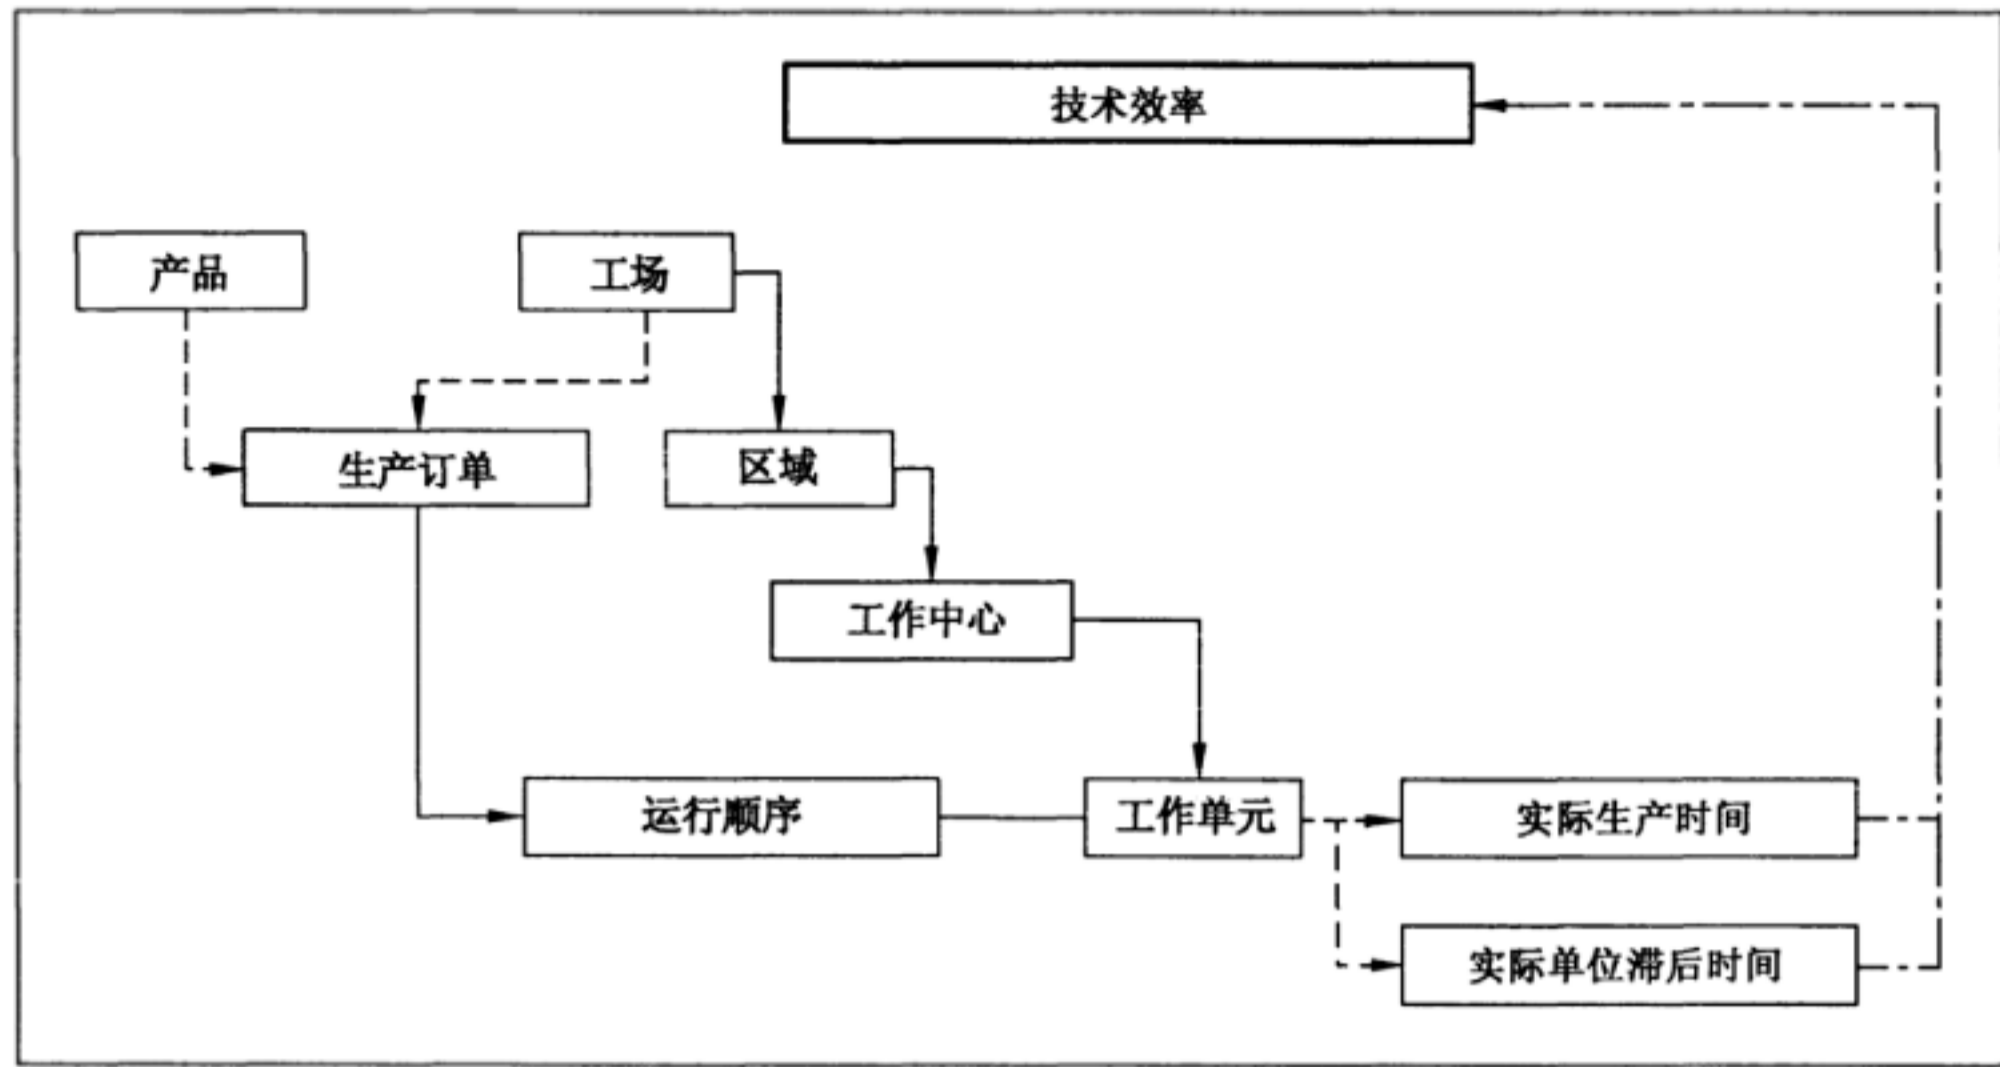 技术效率
产品
工场
生产订单
区域
工作中心
运行顺序
工作单元
实际生产时间
实际单位滞后时间